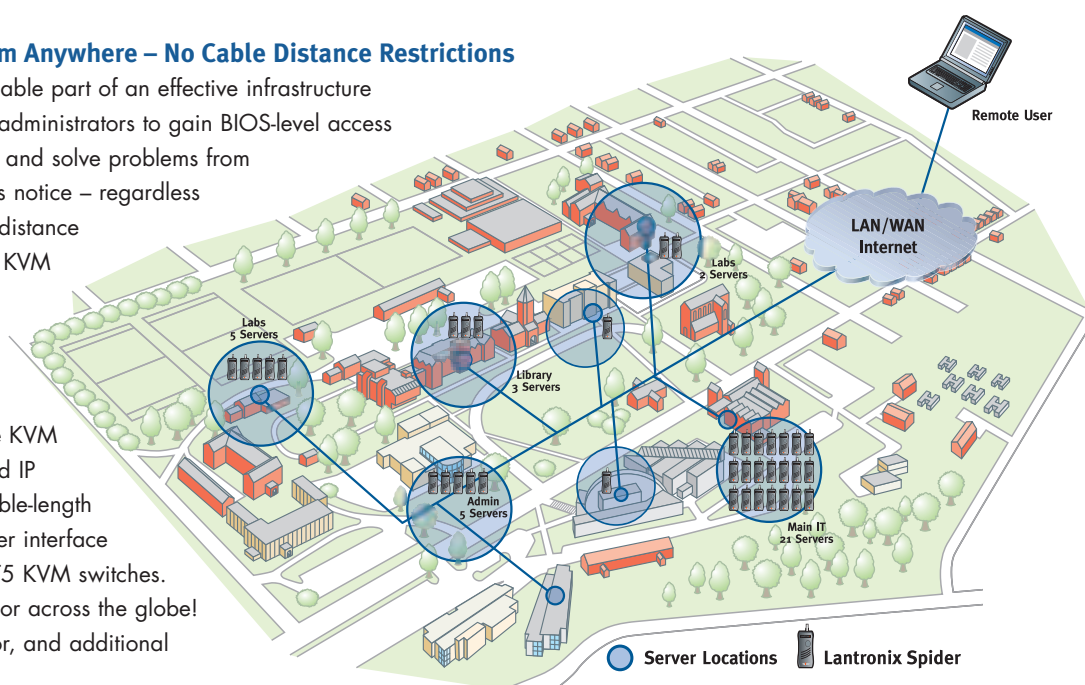 m Anywhere – No Cable Distance Restrictions
able part of an effective infrastructure
administrators to gain BIOS-level access
and solve problems from
s notice – regardless
distance
KVM
KVM
d IP
ble-length
er interface
5 KVM switches.
or across the globe!
or, and additional
Remote User
LAN/WAN
Internet
Labs
2 Servers
Labs
5 Servers
Library
3 Servers
Admin
5 Servers
Main IT
21 Servers
Server Locations
Lantronix Spider